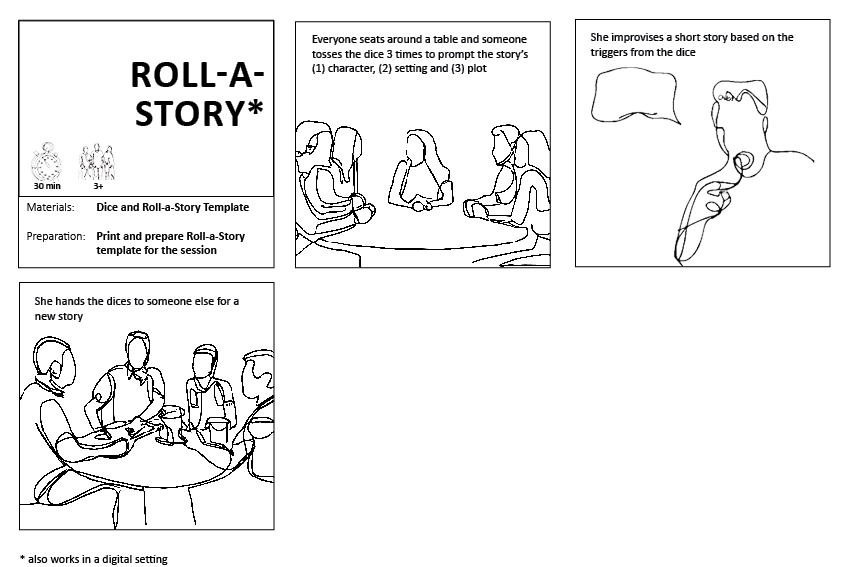 ROLL-A-
STORY*
30 min
3+
Materials: Dice and Roll-a-Story Template
Preparation: Print and prepare Roll-a-Story
template for the session
Everyone seats around a table and someone
tosses the dice 3 times to prompt the story's
(1) character, (2) setting and (3) plot
She improvises a short story based on the
triggers from the dice
She hands the dices to someone else for a
new story
* also works in a digital setting